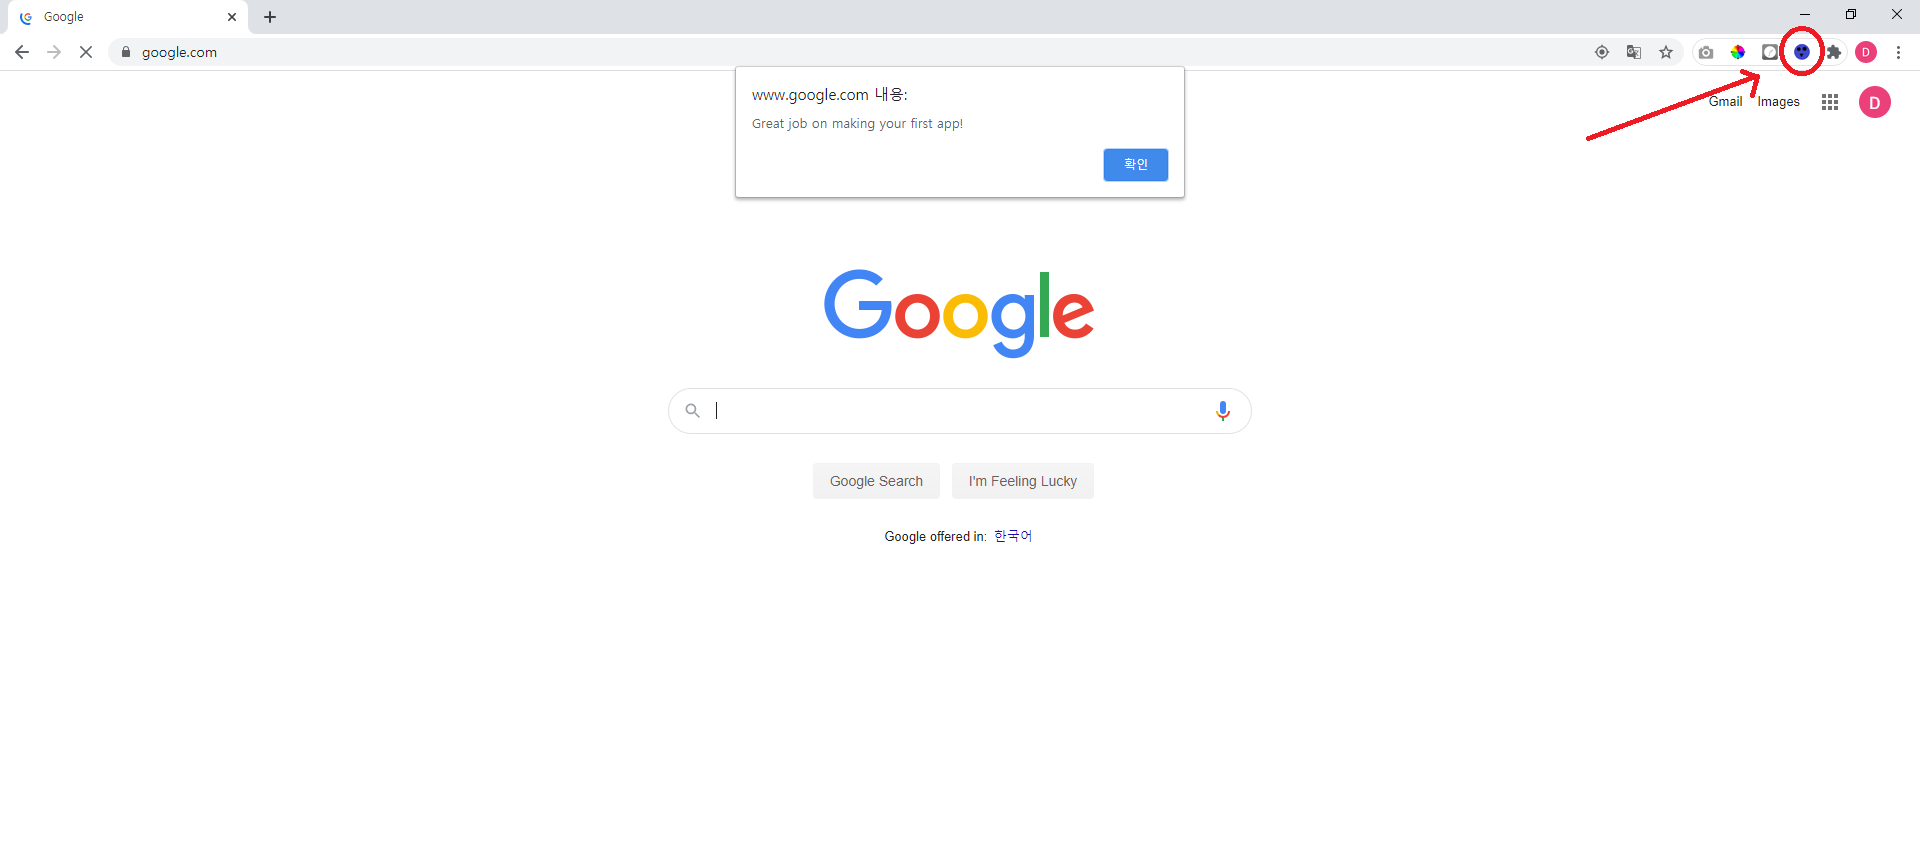 Google
google.com
D
www.google.com 내용:
Great job on making your first app!
확인
Gmail Images D
Google
Google Search I'm Feeling Lucky
Google offered in: 한국어